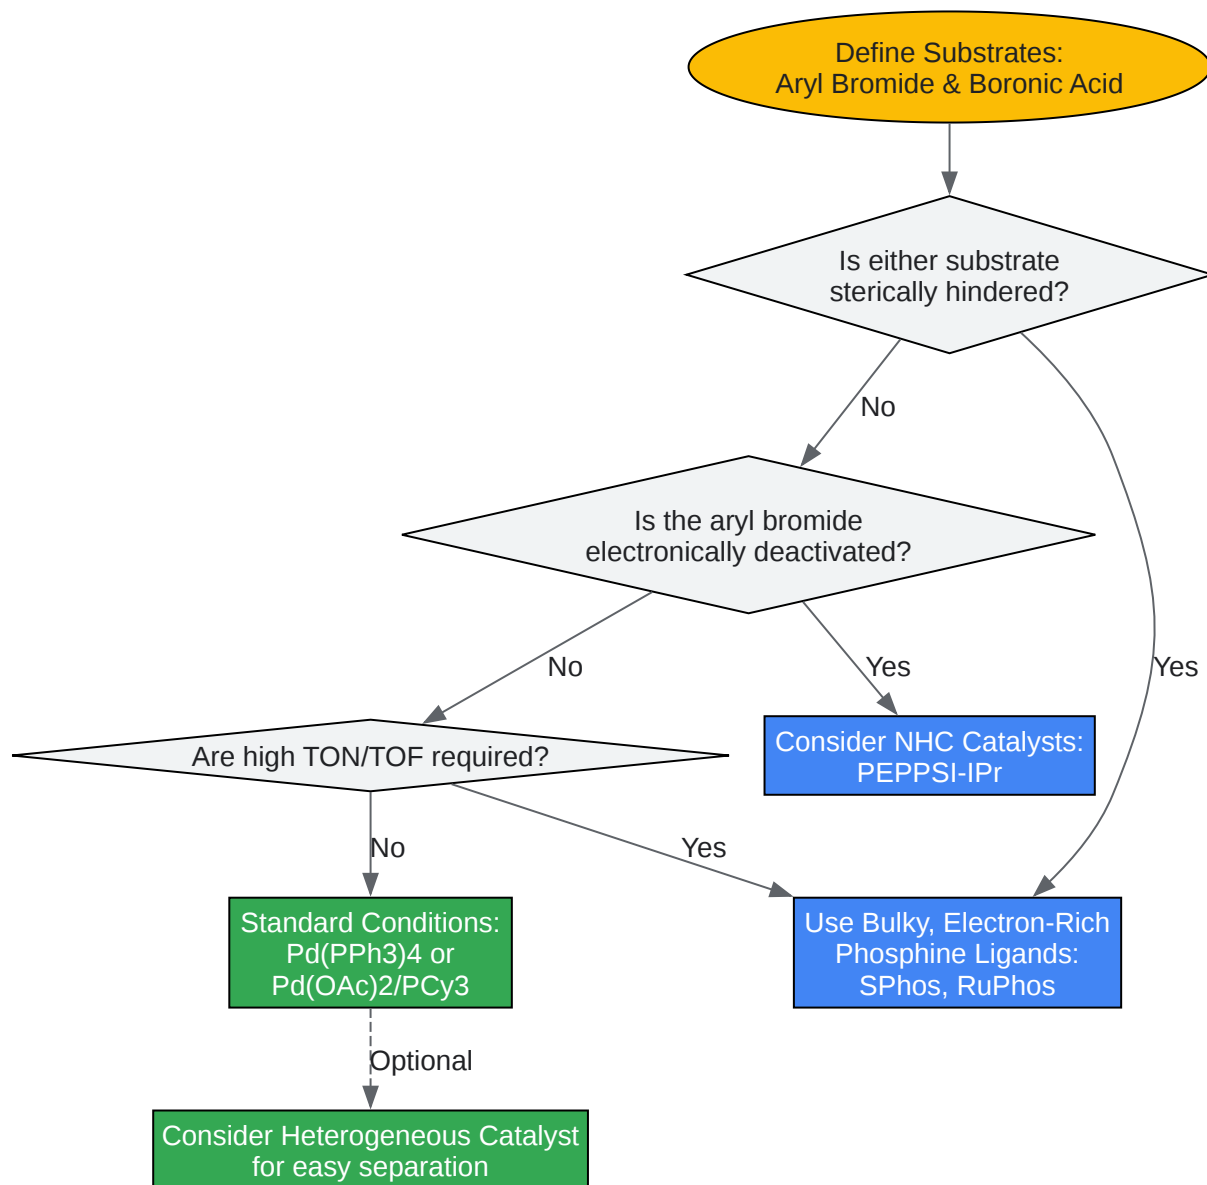 Define Substrates:
Aryl Bromide & Boronic Acid
Is either substrate
sterically hindered?
No
Is the aryl bromide
electronically deactivated?
No
Yes
Yes
Are high TON/TOF required?
Consider NHC Catalysts:
PEPPSI-IPr
No
Yes
Standard Conditions:
Pd(PPh3)4 or
Pd(OAc)2/PCy3
Use Bulky, Electron-Rich
Phosphine Ligands:
SPhos, RuPhos
Optional
Consider Heterogeneous Catalyst
for easy separation